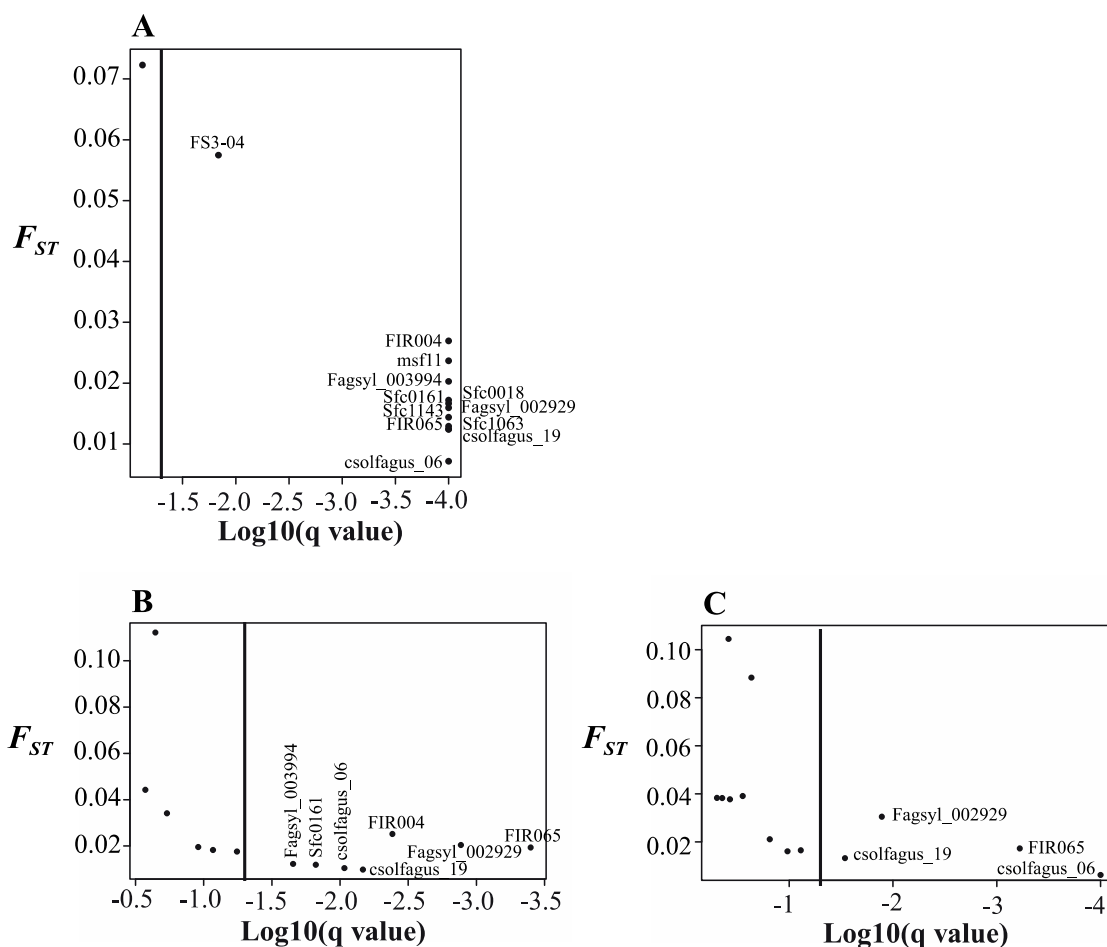 A
0.07
0.06
0.05
0.04
0.03
0.02
0.01
F_ST
FS3-04
FIR004
msf11
Fagsyl_003994
Sfc0161 Sfc0018
Sfc1143 Fagsyl_002929
FIR065 Sfc1063
csolfagus_19
csolfagus_06
-1.5 -2.0 -2.5 -3.0 -3.5 -4.0
Log10(q value)
B
0.10
0.08
0.06
0.04
0.02
F_ST
Fagsyl_003994
Sfc0161
csolfagus_06
FIR004
FIR065
Fagsyl_002929
csolfagus_19
-0.5 -1.0 -1.5 -2.0 -2.5 -3.0 -3.5
Log10(q value)
C
0.10
0.08
0.06
0.04
0.02
F_ST
Fagsyl_002929
csolfagus_19
FIR065
csolfagus_06
-1 -2 -3 -4
Log10(q value)